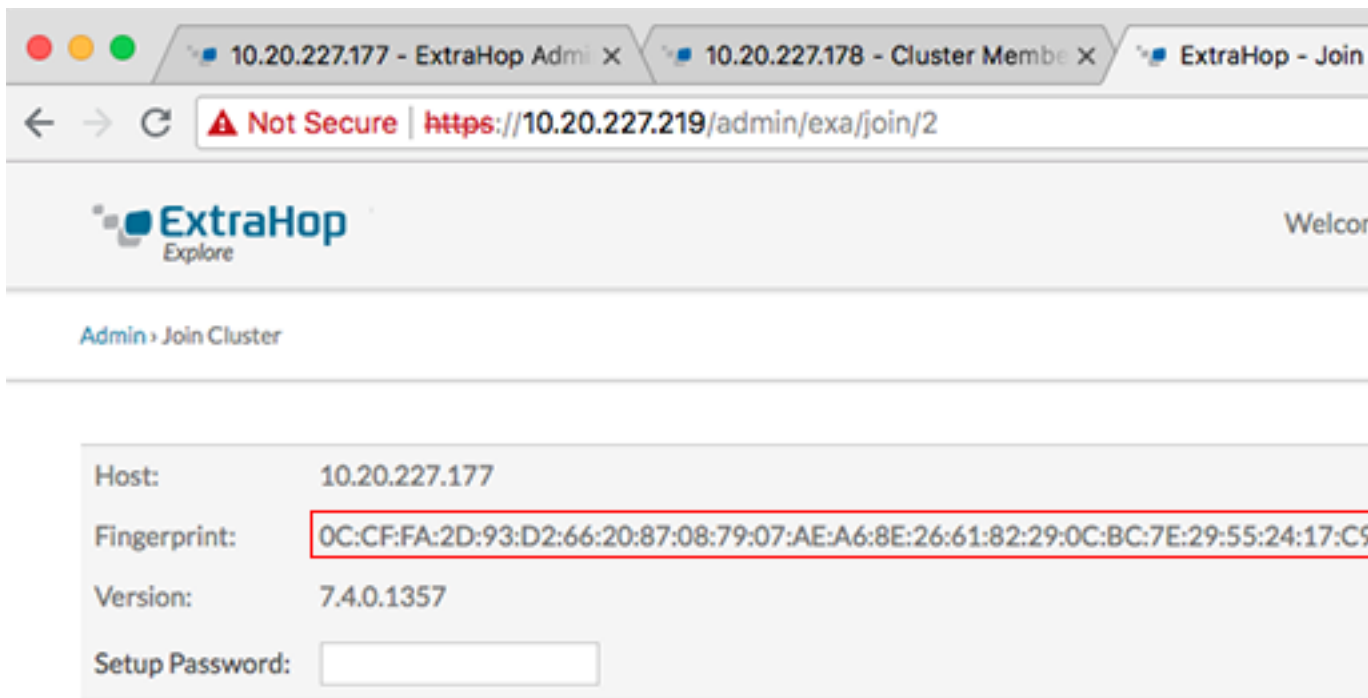 10.20.227.177 - ExtraHop Admi
10.20.227.178 - Cluster Membe
ExtraHop - Join
Not Secure | https://10.20.227.219/admin/exa/join/2
ExtraHop
Explore
Welcor
Admin › Join Cluster
Host: 10.20.227.177
Fingerprint: 0C:CF:FA:2D:93:D2:66:20:87:08:79:07:AE:A6:8E:26:61:82:29:0C:BC:7E:29:55:24:17:C9
Version: 7.4.0.1357
Setup Password: